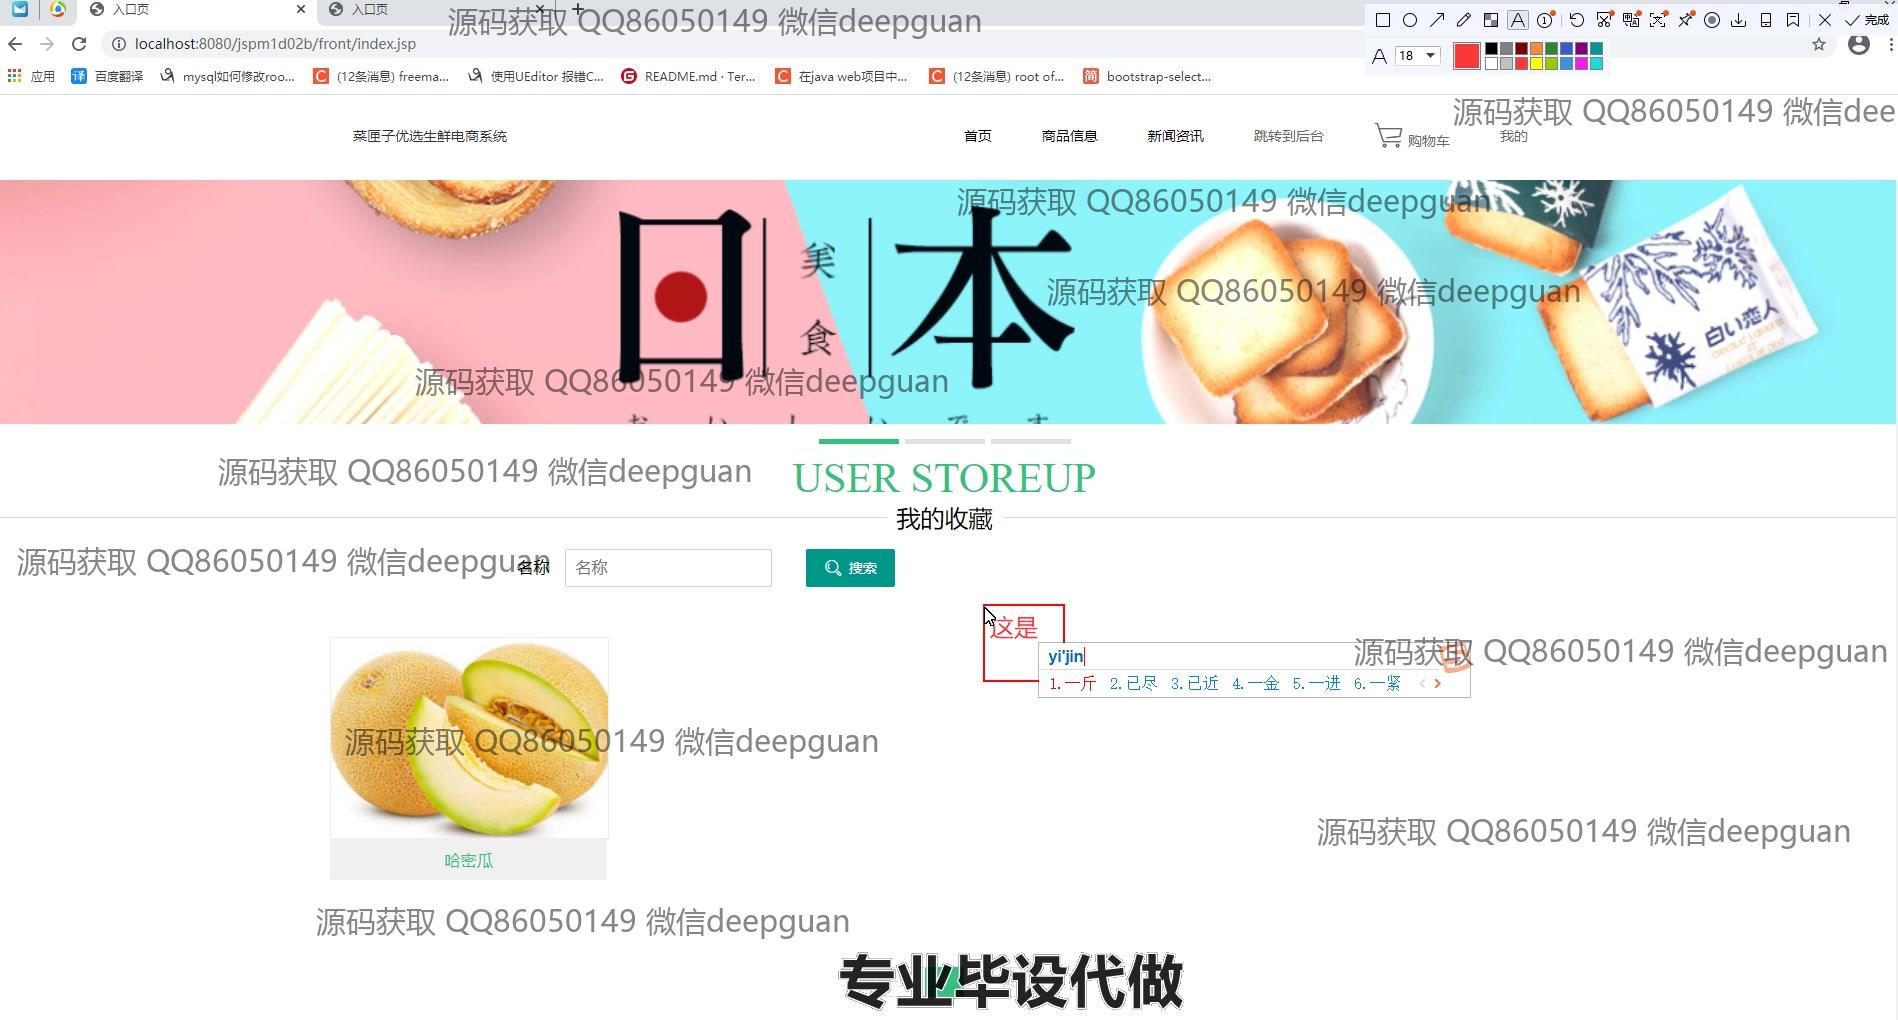 入口页
入口页
源码获取 QQ86050149 微信deepguan
完成
localhost:8080/jspm1d02b/front/index.jsp
A 18
应用
百度翻译
mysql如何修改roo...
(12条消息) freema...
使用UEditor 报错C...
README.md · Ter...
在java web项目中...
(12条消息) root of...
bootstrap-select...
源码获取 QQ86050149 微信dee
菜匣子优选生鲜电商系统
首页
商品信息
新闻资讯
跳转到后台
购物车
我的
源码获取 QQ86050149 微信deepguan
日
美食
本
源码获取 QQ86050149 微信deepguan
白い恋人
源码获取 QQ86050149 微信deepguan
源码获取 QQ86050149 微信deepguan
USER STOREUP
我的收藏
源码获取 QQ86050149 微信deepguan
名称
名称
搜索
这是
yi'jin
1.一斤 2.已尽 3.已近 4.一金 5.一进 6.一紧
源码获取 QQ86050149 微信deepguan
源码获取 QQ86050149 微信deepguan
源码获取 QQ86050149 微信deepguan
哈密瓜
源码获取 QQ86050149 微信deepguan
专业毕设代做